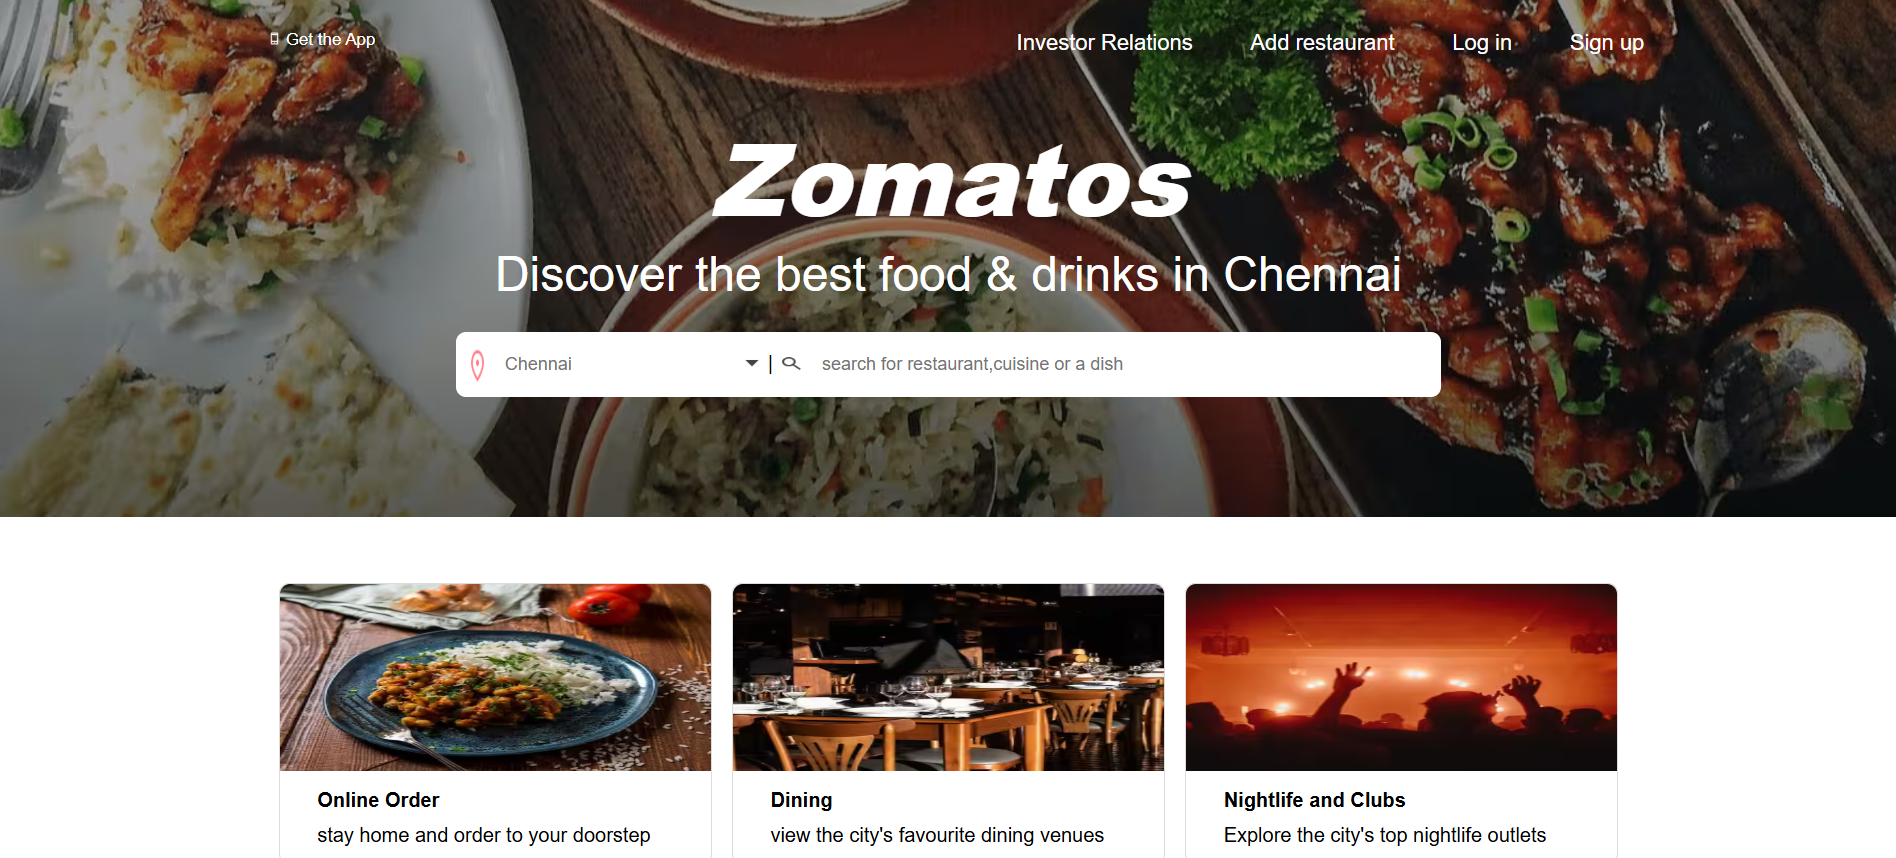 Get the App
Investor Relations
Add restaurant
Log in
Sign up
Zomatos
Discover the best food & drinks in Chennai
Chennai
search for restaurant,cuisine or a dish
Online Order
stay home and order to your doorstep
Dining
view the city's favourite dining venues
Nightlife and Clubs
Explore the city's top nightlife outlets